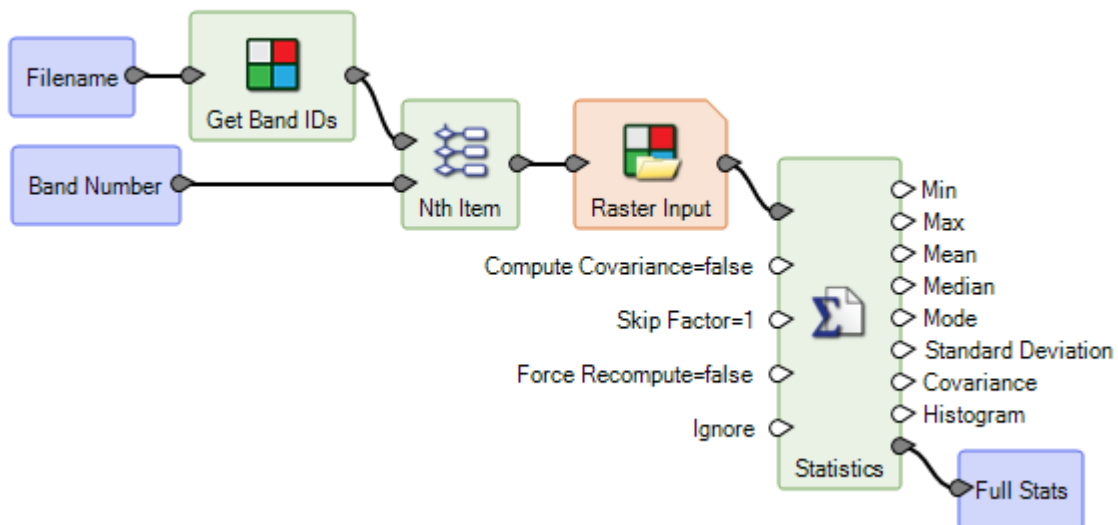 Filename
Get Band IDs
Band Number
Nth Item
Raster Input
Compute Covariance=false
Skip Factor=1
Force Recompute=false
Ignore
Statistics
Min
Max
Mean
Median
Mode
Standard Deviation
Covariance
Histogram
Full Stats